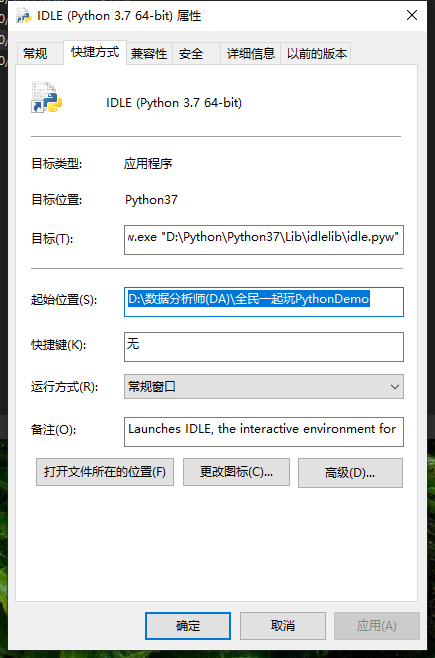 IDLE (Python 3.7 64-bit) 属性
常规 快捷方式 兼容性 安全 详细信息 以前的版本
IDLE (Python 3.7 64-bit)
目标类型: 应用程序
目标位置: Python37
目标(T): w.exe "D:\Python\Python37\Lib\idlelib\idle.pyw"
起始位置(S): D:\数据分析师(DA)\全民一起玩PythonDemo
快捷键(K): 无
运行方式(R): 常规窗口
备注(O): Launches IDLE, the interactive environment for
打开文件所在的位置(F) 更改图标(C)... 高级(D)...
确定 取消 应用(A)